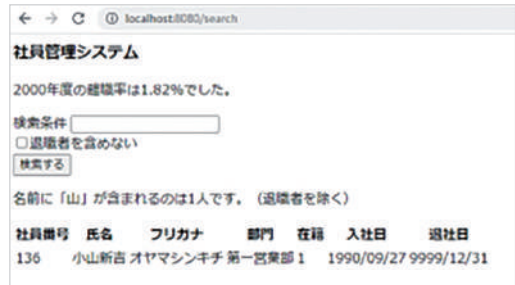 localhost:8080/search
社員管理システム
2000年度の離職率は1.82%でした。
検索条件
退職者を含めない
検索する
名前に「山」が含まれるのは1人です。（退職者を除く）
社員番号 氏名 フリガナ 部門 在籍 入社日 退社日
136 小山新吉 オヤマシンキチ 第一営業部 1 1990/09/27 9999/12/31